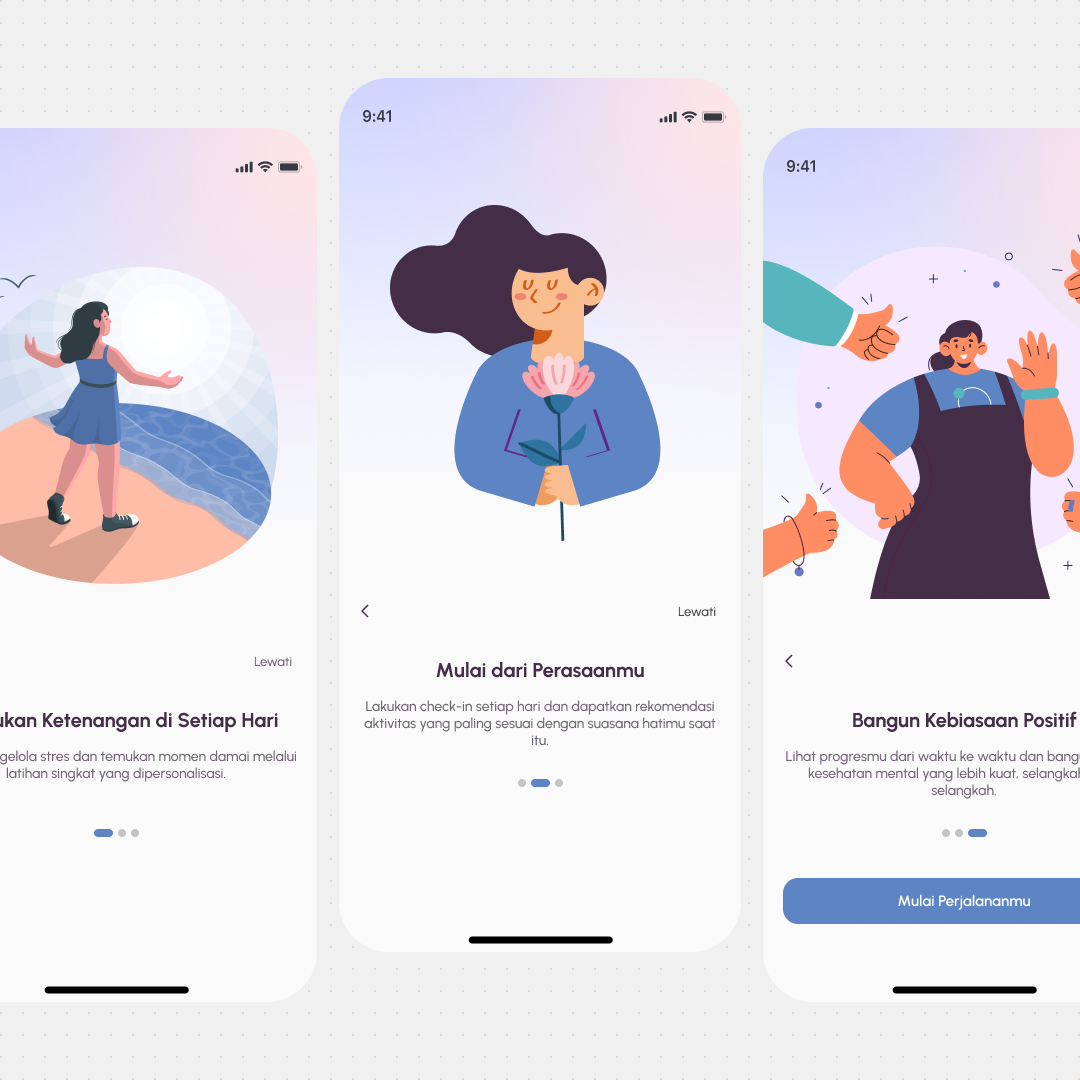 Lewati
ukan Ketenangan di Setiap Hari
gelola stres dan temukan momen damai melalui
latihan singkat yang dipersonalisasi.
9:41
Lewati
Mulai dari Perasaanmu
Lakukan check-in setiap hari dan dapatkan rekomendasi
aktivitas yang paling sesuai dengan suasana hatimu saat
itu.
9:41
Bangun Kebiasaan Positif
Lihat progresmu dari waktu ke waktu dan bangu
kesehatan mental yang lebih kuat, selangkah
selangkah.
Mulai Perjalananmu